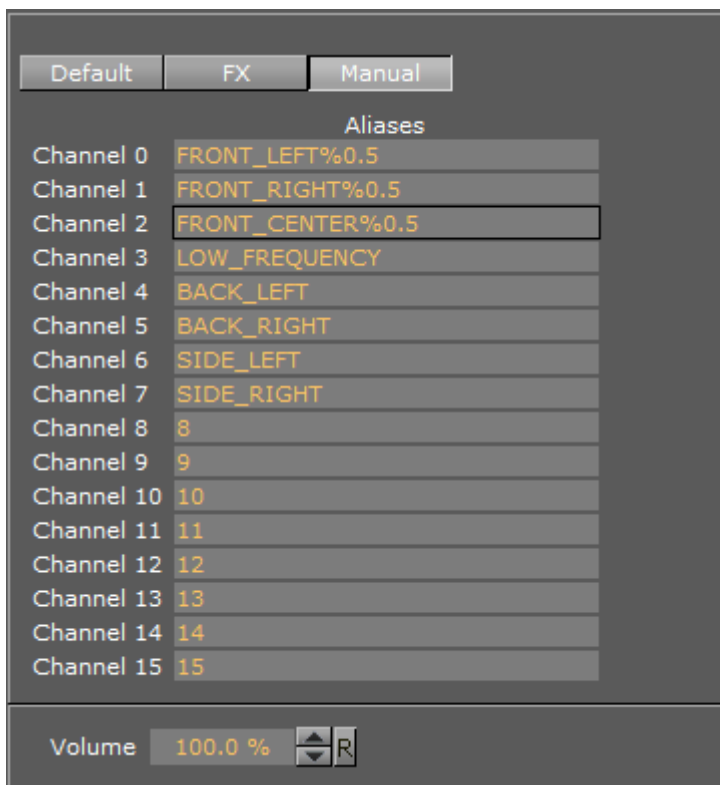 Default FX Manual
Aliases
Channel 0 FRONT_LEFT%0.5
Channel 1 FRONT_RIGHT%0.5
Channel 2 FRONT_CENTER%0.5
Channel 3 LOW_FREQUENCY
Channel 4 BACK_LEFT
Channel 5 BACK_RIGHT
Channel 6 SIDE_LEFT
Channel 7 SIDE_RIGHT
Channel 8 8
Channel 9 9
Channel 10 10
Channel 11 11
Channel 12 12
Channel 13 13
Channel 14 14
Channel 15 15
Volume 100.0 % R